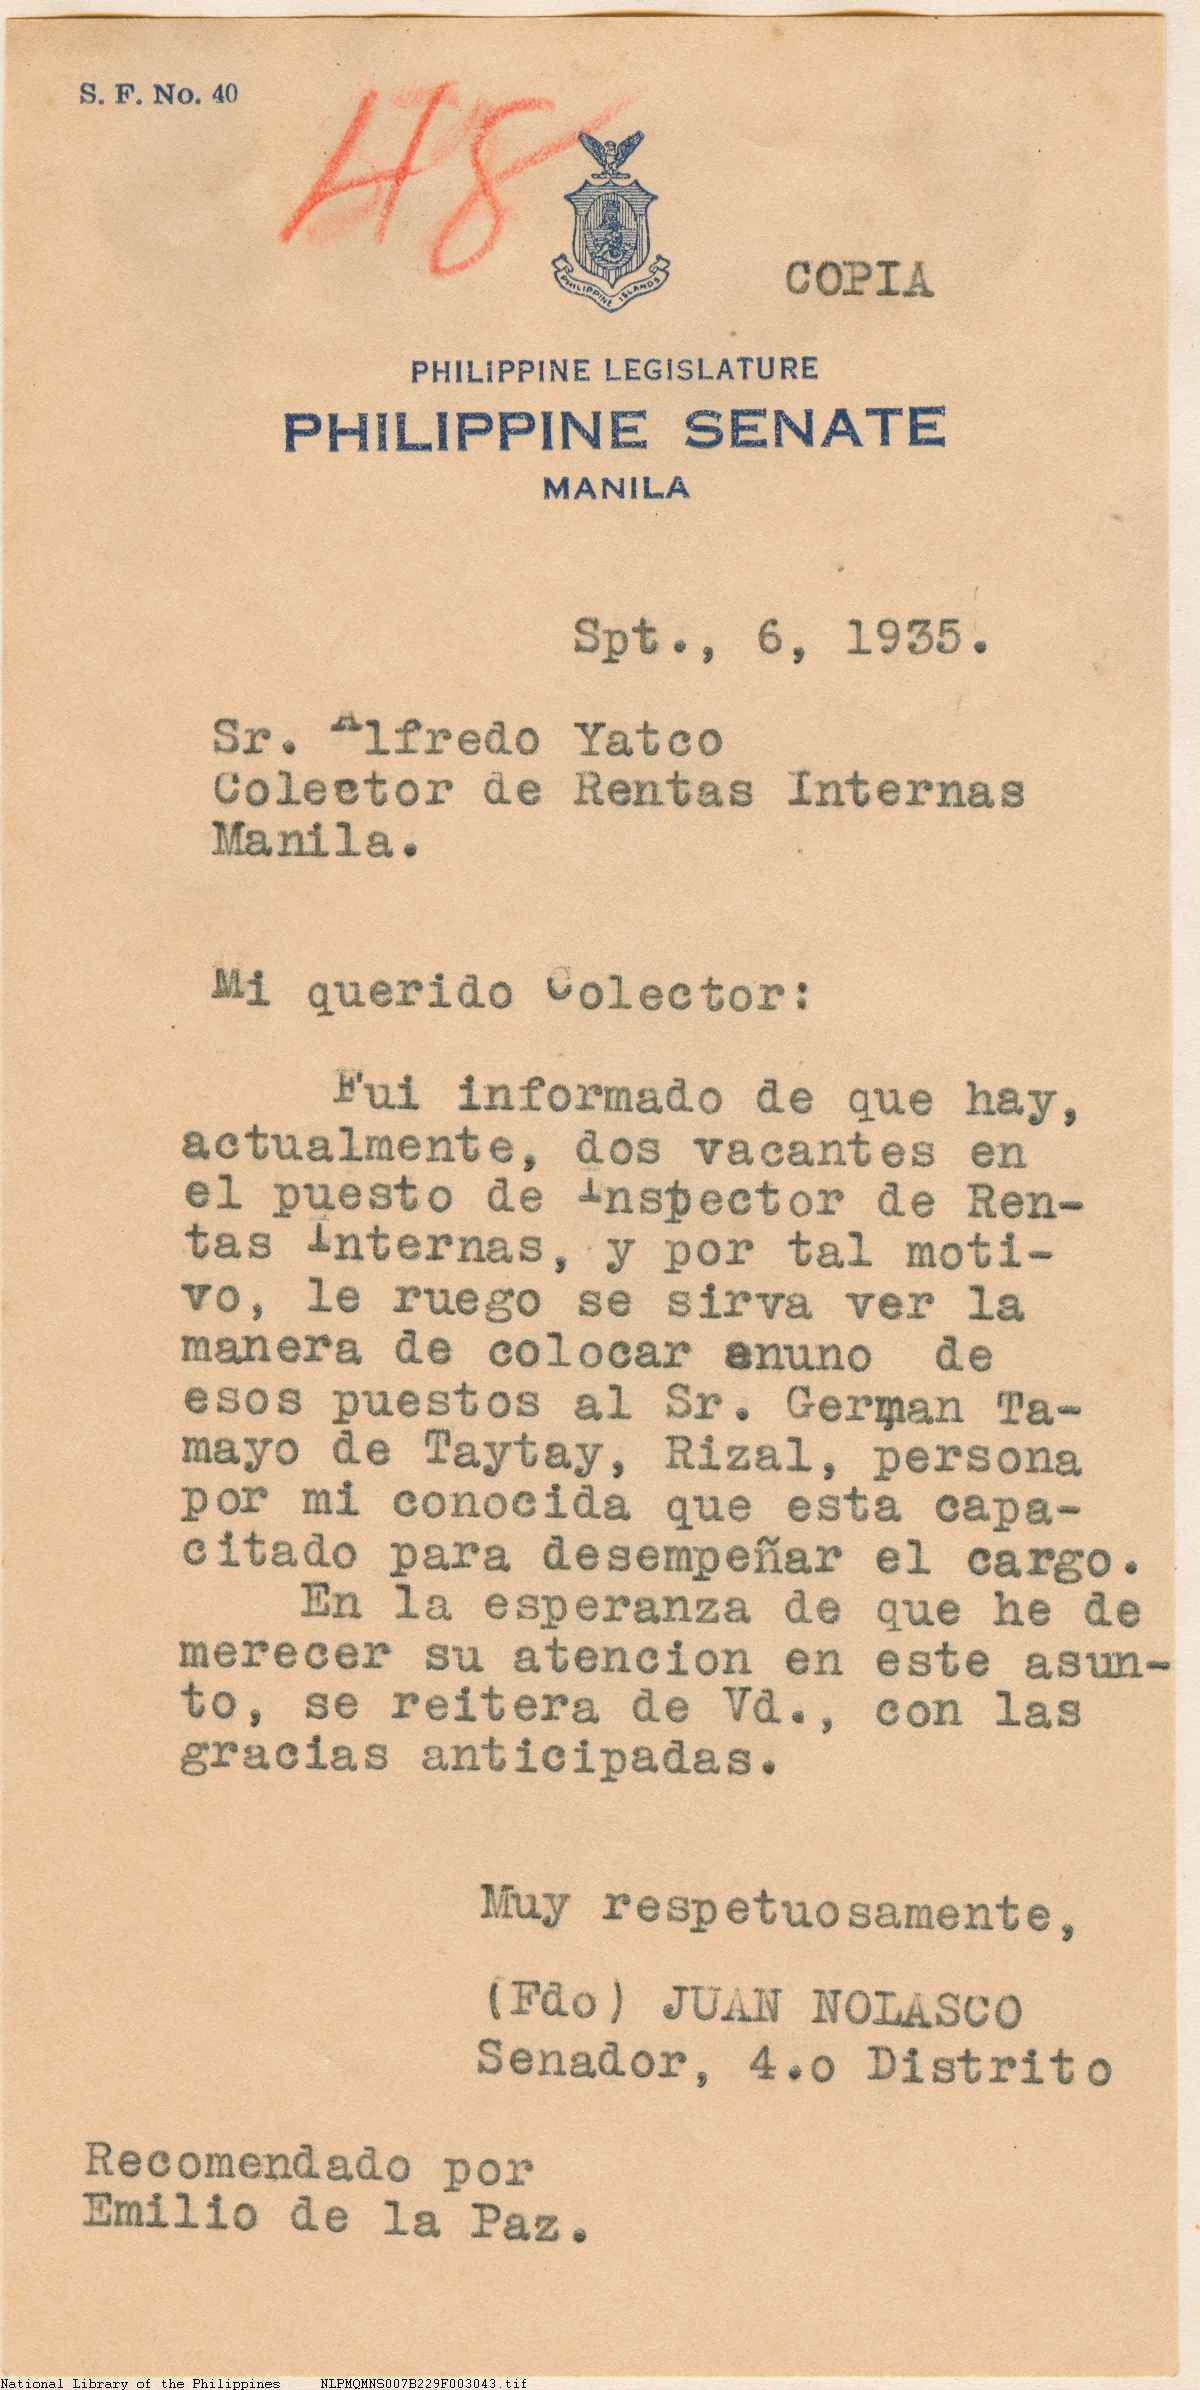 S. F. No. 40
48
PHILIPPINE ISLANDS
COPIA
PHILIPPINE LEGISLATURE
PHILIPPINE SENATE
MANILA
Spt., 6, 1935.
Sr. Alfredo Yatco
Colector de Rentas Internas
Manila.
Mi querido Colector:
Fui informado de que hay,
actualmente, dos vacantes en
el puesto de Inspector de Ren-
tas Internas, y por tal moti-
vo, le ruego se sirva ver la
manera de colocar enuno de
esos puestos al Sr. German Ta-
mayo de Taytay, Rizal, persona
por mi conocida que esta capa-
citado para desempeñar el cargo.
En la esperanza de que he de
merecer su atencion en este asun-
to, se reitera de Vd., con las
gracias anticipadas.
Muy respetuosamente,
(Fdo) JUAN NOLASCO
Senador, 4.o Distrito
Recomendado por
Emilio de la Paz.
National Library of the Philippines NLPMQMNS007B229F003043.tif